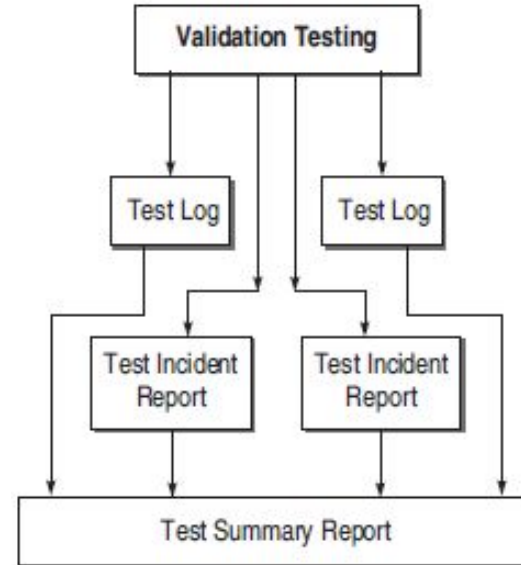 Validation Testing
Test Log
Test Log
Test Incident
Report
Test Incident
Report
Test Summary Report